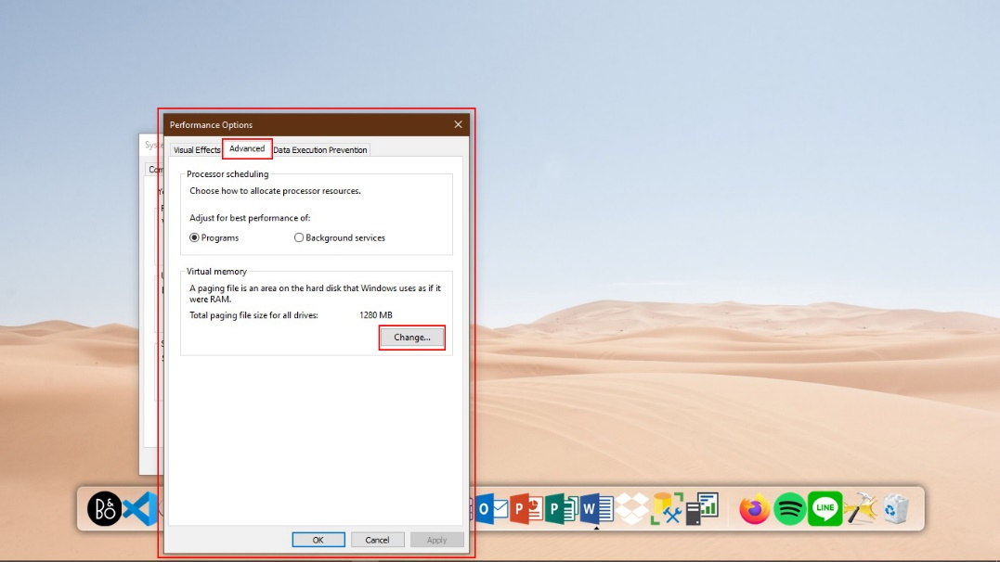 Performance Options
Syste
Visual Effects
Advanced
Data Execution Prevention
Com
Processor scheduling
Choose how to allocate processor resources.
Adjust for best performance of:
Programs
Background services
Virtual memory
A paging file is an area on the hard disk that Windows uses as if it
were RAM.
Total paging file size for all drives: 1280 MB
Change...
B&O
O
P
P
W
LINE
OK
Cancel
Apply